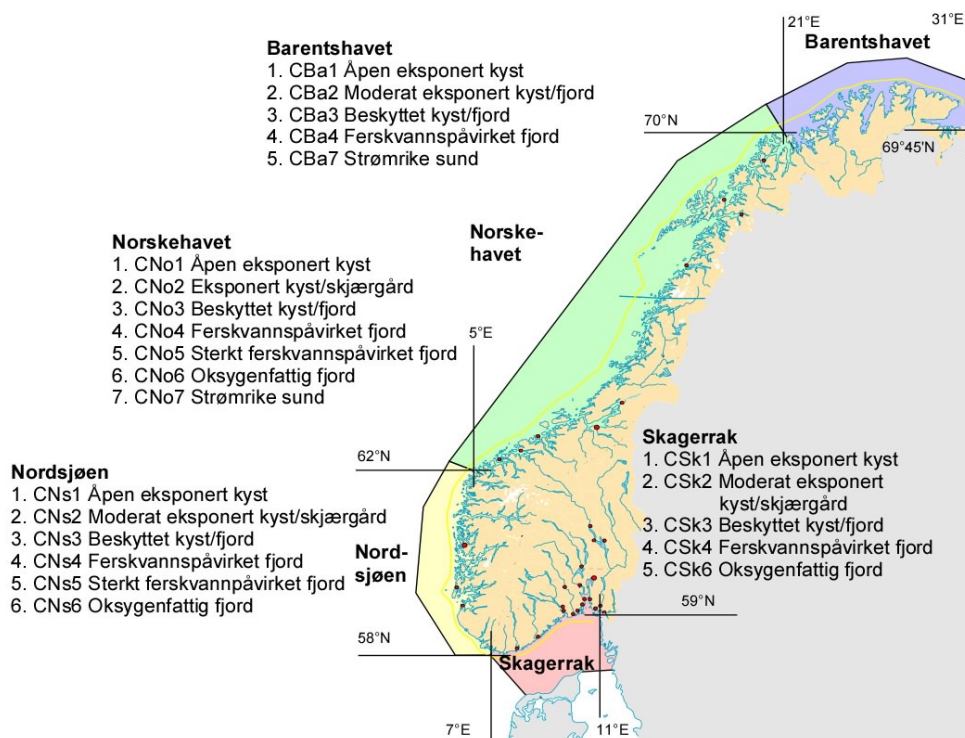 21°E
31°E
Barentshavet
Barentshavet
1. CBa1 Åpen eksponert kyst
2. CBa2 Moderat eksponert kyst/fjord
3. CBa3 Beskyttet kyst/fjord
4. CBa4 Ferskvannspåvirket fjord
5. CBa7 Strømrike sund
70°N
69°45'N
Norskehavet
1. CNo1 Åpen eksponert kyst
2. CNo2 Eksponert kyst/skjærgård
3. CNo3 Beskyttet kyst/fjord
4. CNo4 Ferskvannspåvirket fjord
5. CNo5 Sterkt ferskvannspåvirket fjord
6. CNo6 Oksygenfattig fjord
7. CNo7 Strømrike sund
Norske-
havet
5°E
62°N
Nordsjøen
1. CNs1 Åpen eksponert kyst
2. CNs2 Moderat eksponert kyst/skjærgård
3. CNs3 Beskyttet kyst/fjord
4. CNs4 Ferskvannspåvirket fjord
5. CNs5 Sterkt ferskvannpåvirket fjord
6. CNs6 Oksygenfattig fjord
Nord-
sjøen
Skagerrak
1. CSk1 Åpen eksponert kyst
2. CSk2 Moderat eksponert
kyst/skjærgård
3. CSk3 Beskyttet kyst/fjord
4. CSk4 Ferskvannspåvirket fjord
5. CSk6 Oksygenfattig fjord
59°N
58°N
Skagerrak
7°E
11°E